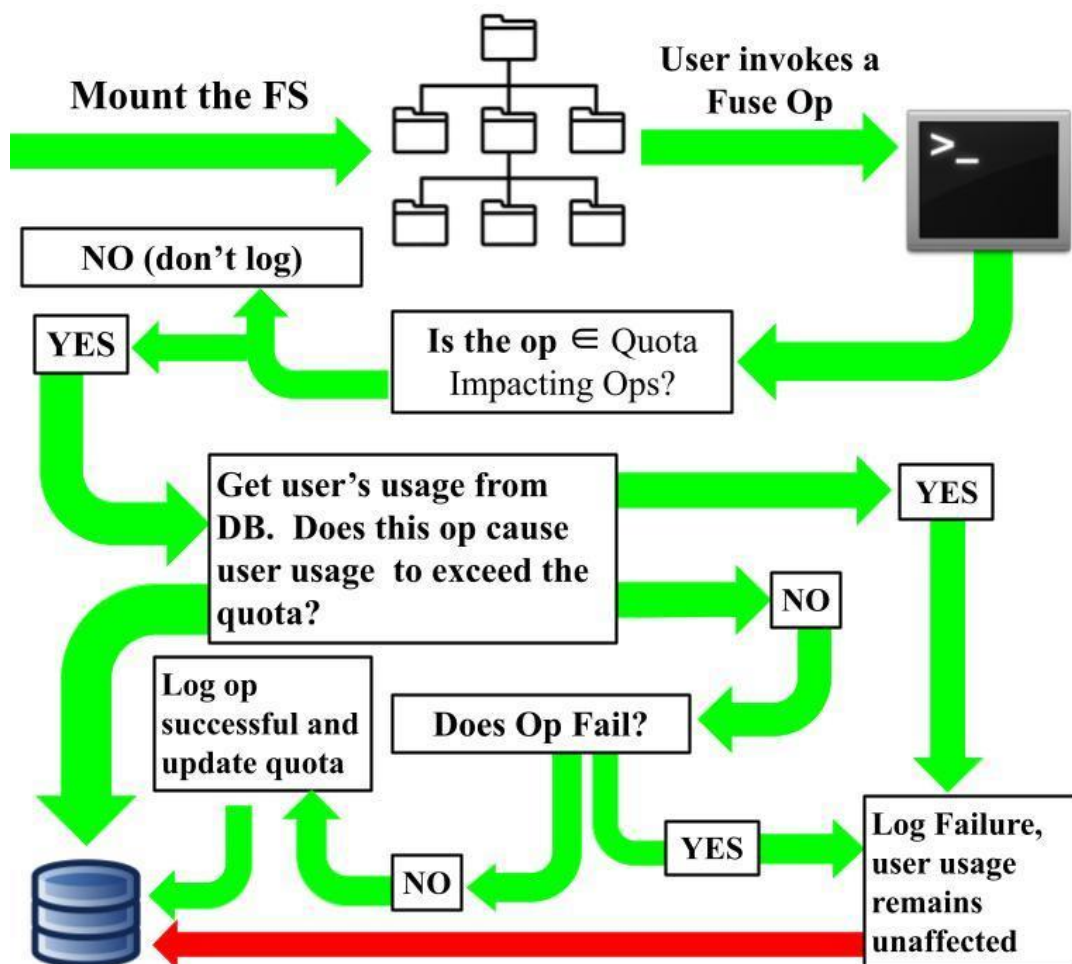 Mount the FS
User invokes a
Fuse Op
>_
NO (don’t log)
YES
Is the op ∈ Quota
Impacting Ops?
Get user’s usage from
DB.  Does this op cause
user usage  to exceed the
quota?
YES
NO
Log op
successful and
update quota
Does Op Fail?
NO
YES
Log Failure,
user usage
remains
unaffected